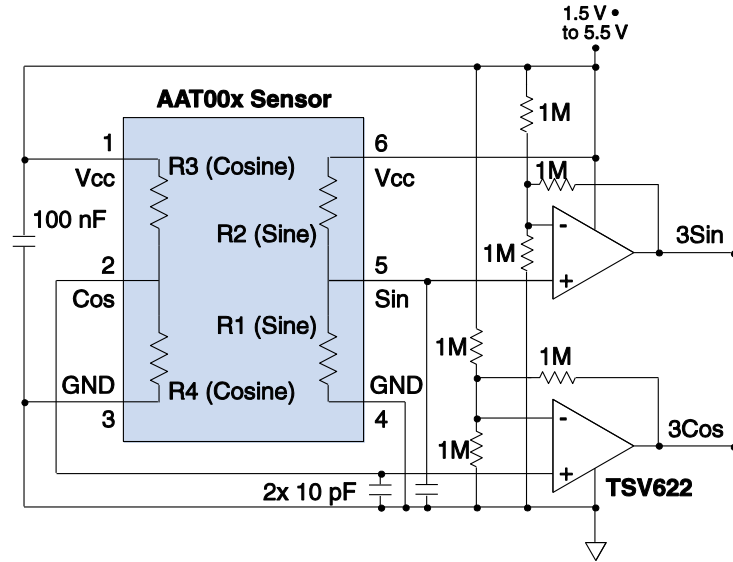 1.5 V •
to 5.5 V
AAT00x Sensor
1M
1
6
R3 (Cosine)
Vcc
Vcc
1M
100 nF
R2 (Sine)
3Sin
1M
-
+
2
5
Cos
Sin
R1 (Sine)
1M
1M
GND
GND
R4 (Cosine)
3
4
-
3Cos
1M
+
2x 10 pF
TSV622